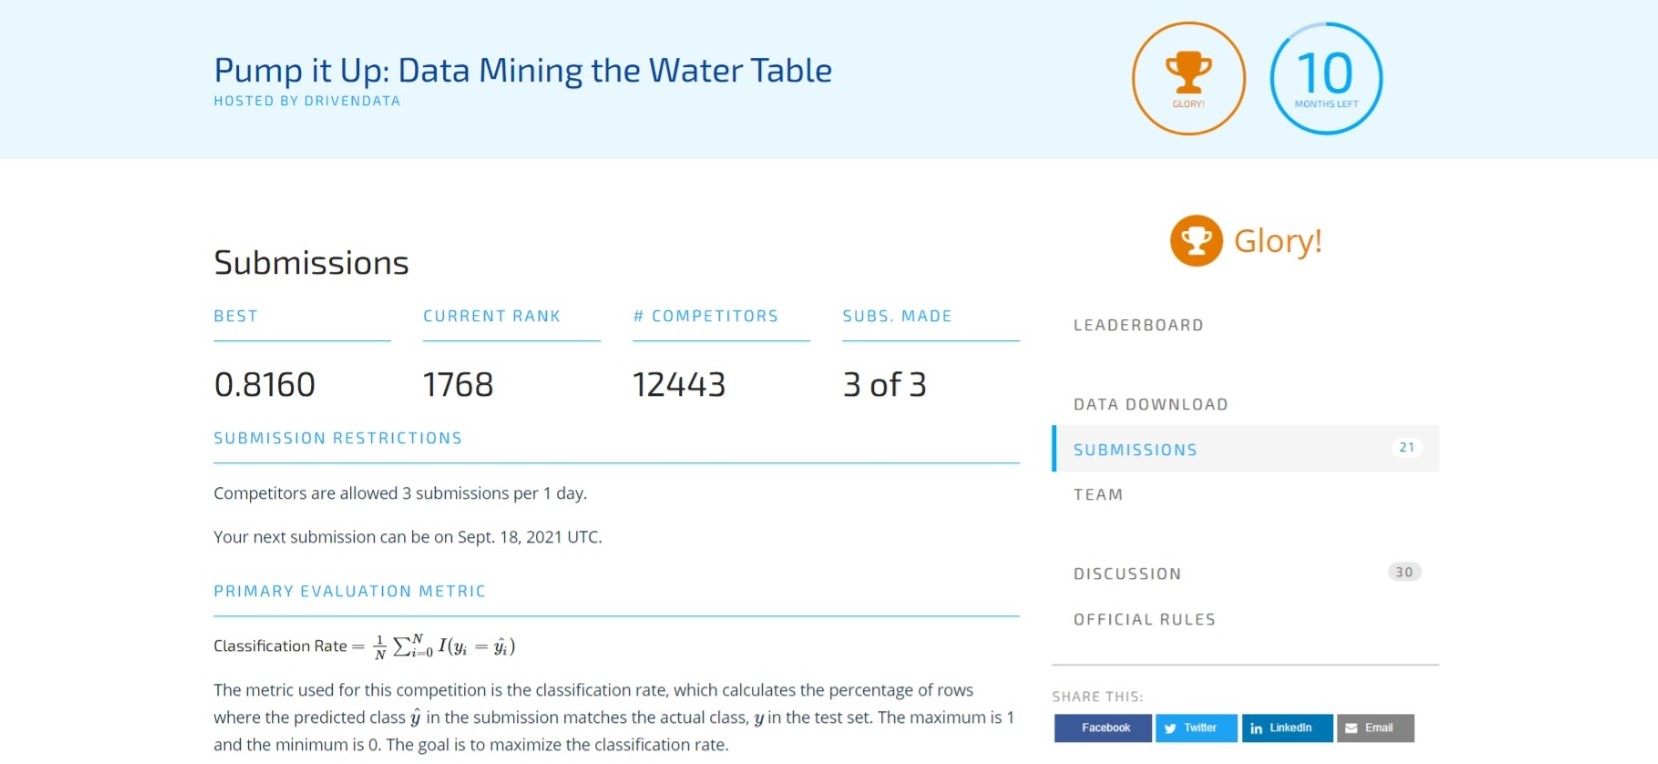 Pump it Up: Data Mining the Water Table
HOSTED BY DRIVENDATA
GLORY!
10
MONTHS LEFT
Submissions
BEST
CURRENT RANK
# COMPETITORS
SUBS. MADE
0.8160
1768
12443
3 of 3
SUBMISSION RESTRICTIONS
Competitors are allowed 3 submissions per 1 day.
Your next submission can be on Sept. 18, 2021 UTC.
PRIMARY EVALUATION METRIC
Classification Rate = 1/N ∑_{i=0}^{N} I(y_i = ŷ_i)
The metric used for this competition is the classification rate, which calculates the percentage of rows
where the predicted class ŷ in the submission matches the actual class, y in the test set. The maximum is 1
and the minimum is 0. The goal is to maximize the classification rate.
Glory!
LEADERBOARD
DATA DOWNLOAD
SUBMISSIONS 21
TEAM
DISCUSSION 30
OFFICIAL RULES
SHARE THIS:
Facebook
Twitter
in LinkedIn
Email